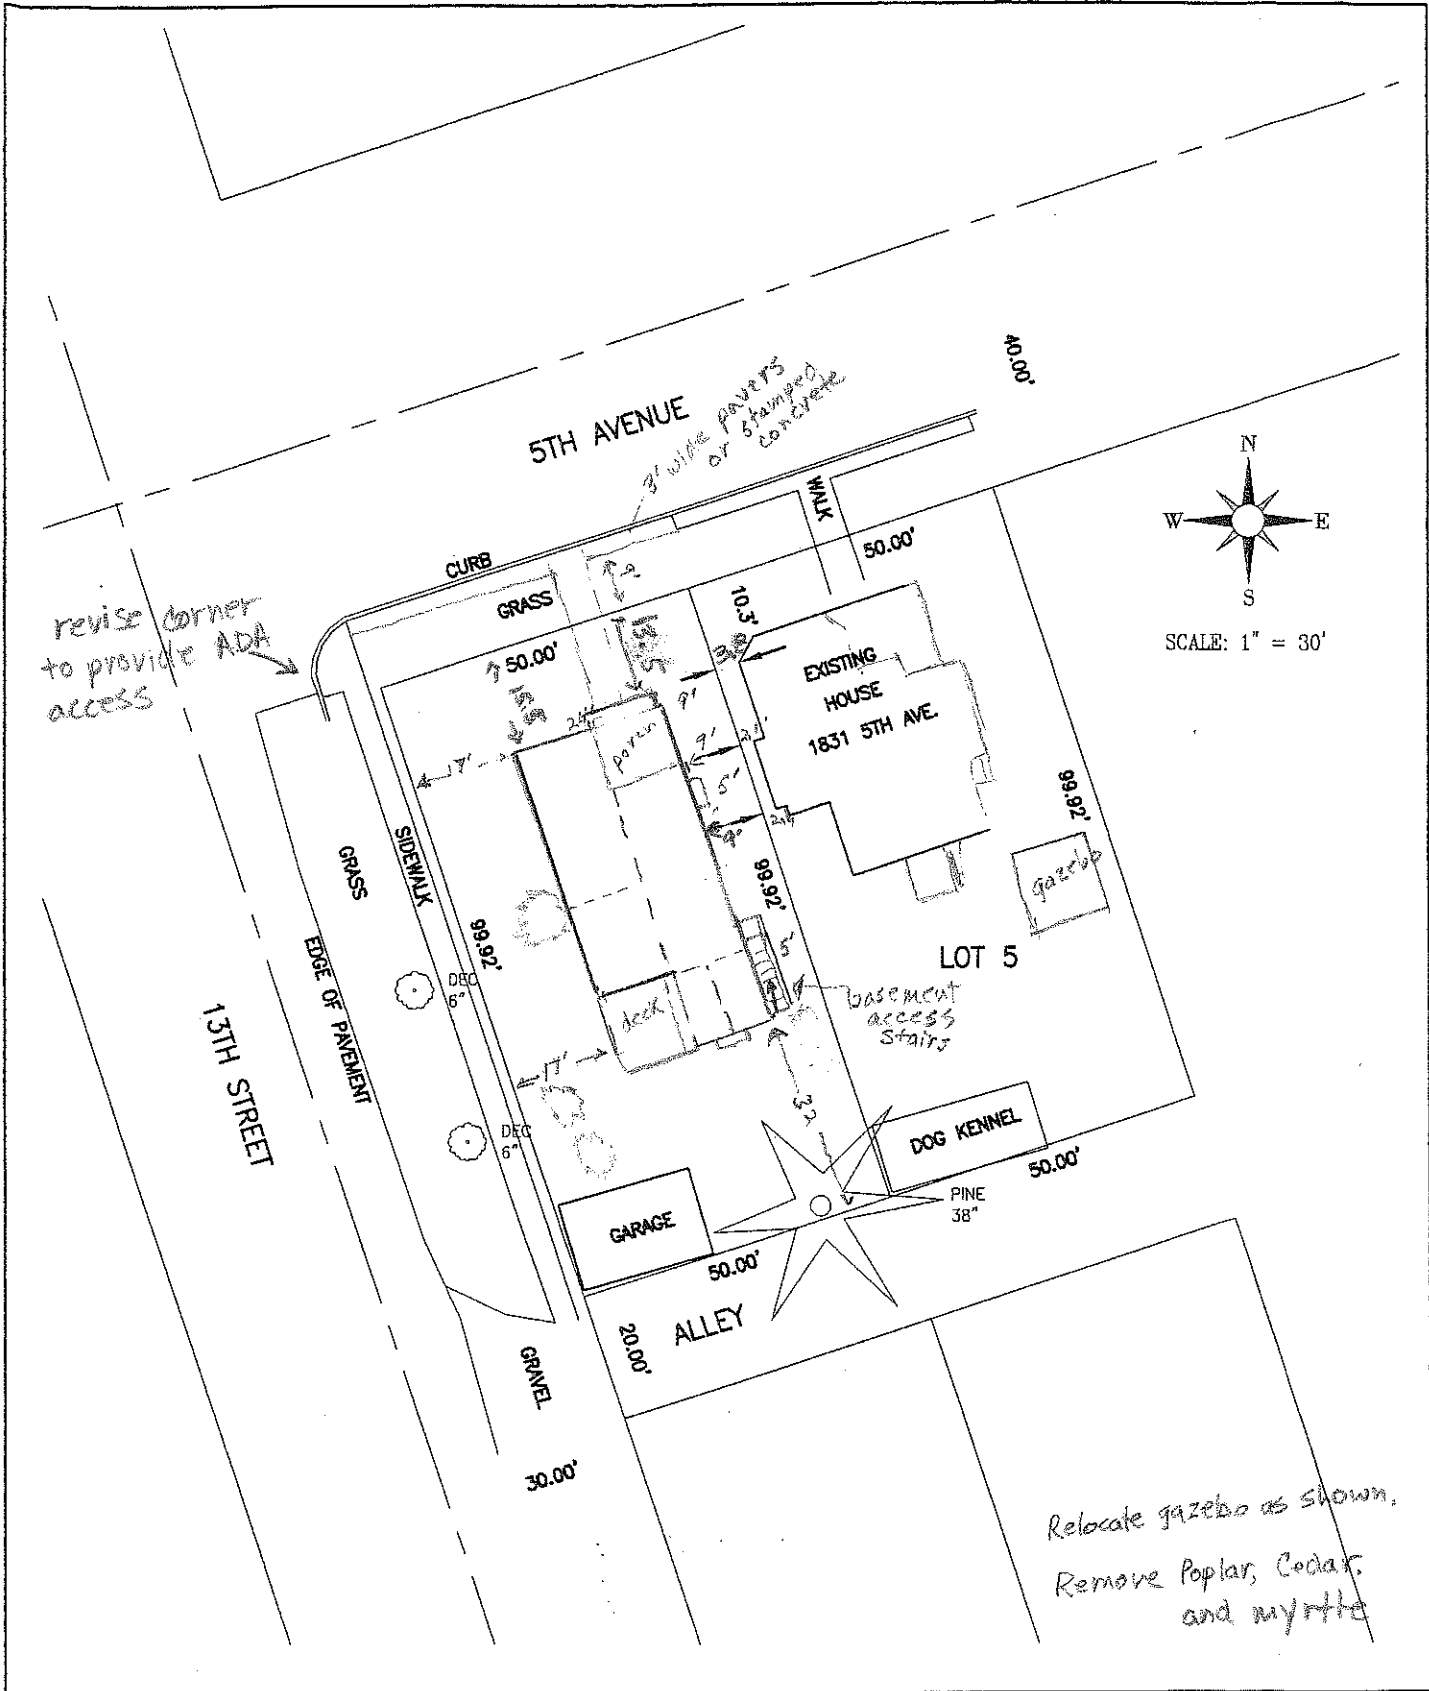 40.00'
5TH AVENUE
3' wide pavers
or stamped
concrete
N
W E
S
SCALE: 1" = 30'
WALK
50.00'
CURB
GRASS
revise corner
to provide ADA
access
50.00'
10.3'
3.8
EXISTING
HOUSE
1831 5TH AVE.
9'
porch
17'
9'
5'
9'
99.92'
99.92'
gazebo
GRASS
SIDEWALK
99.92'
EDGE OF PAVEMENT
13TH STREET
DEC
6"
5'
LOT 5
basement
access
stairs
deck
17'
32
DEC
6"
DOG KENNEL
50.00'
PINE
38"
GARAGE
50.00'
ALLEY
20.00'
GRAVEL
30.00'
Relocate gazebo as shown.
Remove Poplar, Cedar,
and myrtle